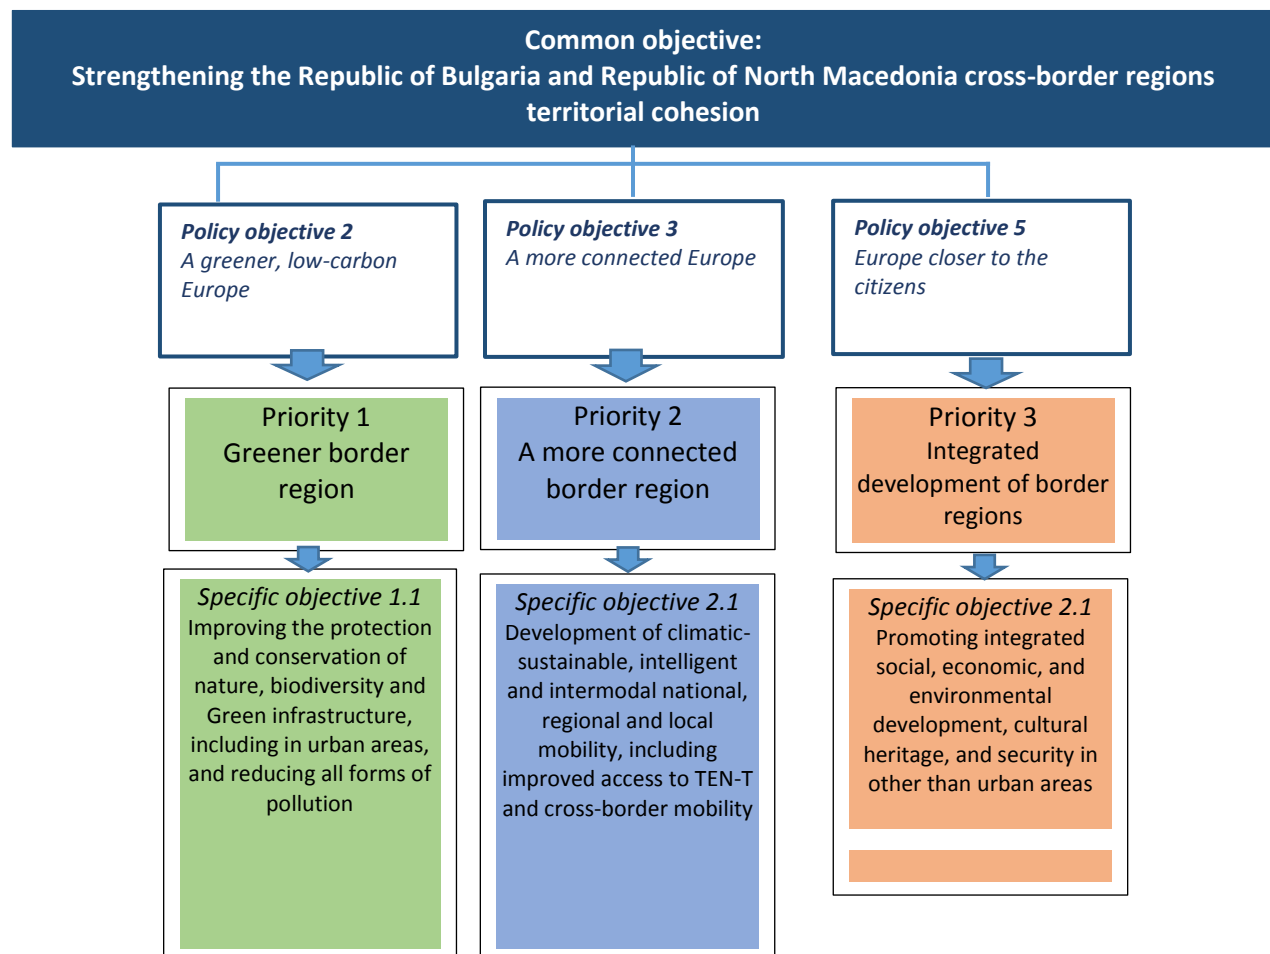 Common objective:
Strengthening the Republic of Bulgaria and Republic of North Macedonia cross-border regions
territorial cohesion
Policy objective 2
A greener, low-carbon
Europe
Policy objective 3
A more connected Europe
Policy objective 5
Europe closer to the
citizens
Priority 1
Greener border
region
Priority 2
A more connected
border region
Priority 3
Integrated
development of border
regions
Specific objective 1.1
Improving the protection
and conservation of
nature, biodiversity and
Green infrastructure,
including in urban areas,
and reducing all forms of
pollution
Specific objective 2.1
Development of climatic-
sustainable, intelligent
and intermodal national,
regional and local
mobility, including
improved access to TEN-T
and cross-border mobility
Specific objective 2.1
Promoting integrated
social, economic, and
environmental
development, cultural
heritage, and security in
other than urban areas